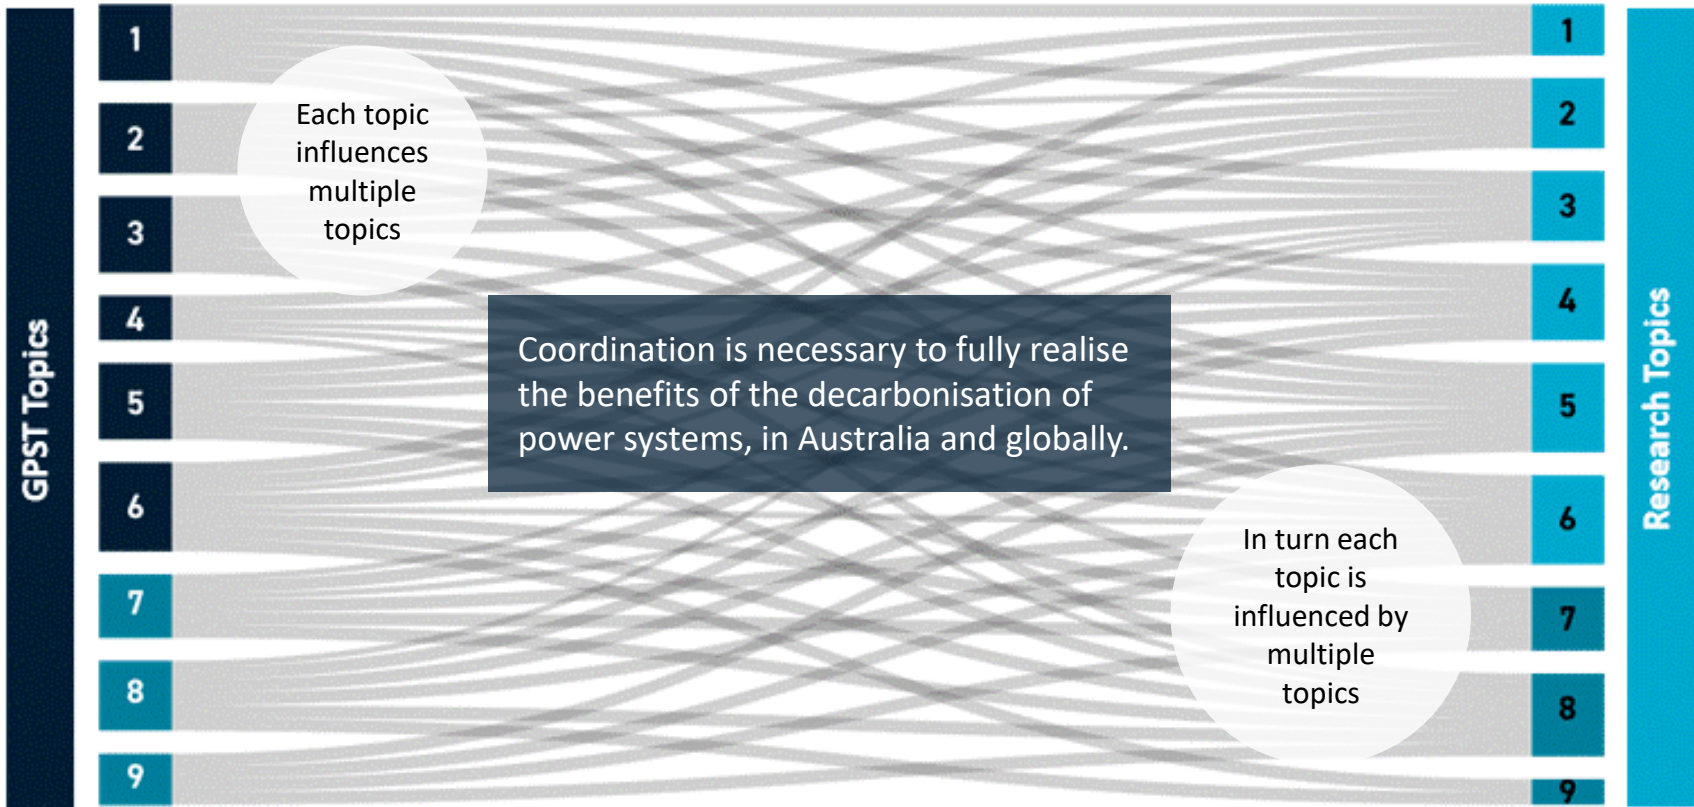 GPST Topics
1
2
3
4
5
6
7
8
9
Each topic
influences
multiple
topics
Coordination is necessary to fully realise
the benefits of the decarbonisation of
power systems, in Australia and globally.
In turn each
topic is
influenced by
multiple
topics
1
2
3
4
5
6
7
8
9
Research Topics